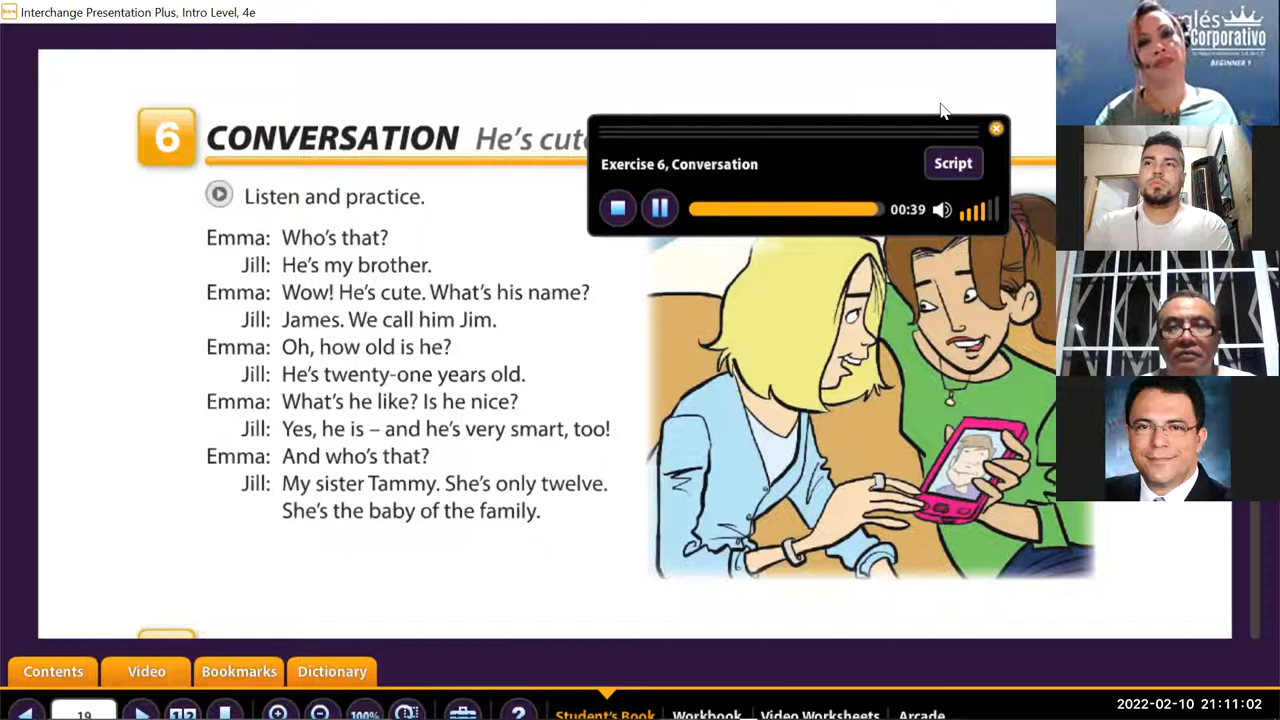 Interchange Presentation Plus, Intro Level, 4e
glés
Corporativo
BEGINNER 1
6 CONVERSATION He's cute
Exercise 6, Conversation
Script
00:39
Listen and practice.
Emma: Who's that?
Jill: He's my brother.
Emma: Wow! He's cute. What's his name?
Jill: James. We call him Jim.
Emma: Oh, how old is he?
Jill: He's twenty-one years old.
Emma: What's he like? Is he nice?
Jill: Yes, he is – and he's very smart, too!
Emma: And who's that?
Jill: My sister Tammy. She's only twelve.
She's the baby of the family.
Contents Video Bookmarks Dictionary
19 100% ? Student's Book Workbook Video Worksheets Arcade
2022-02-10 21:11:02